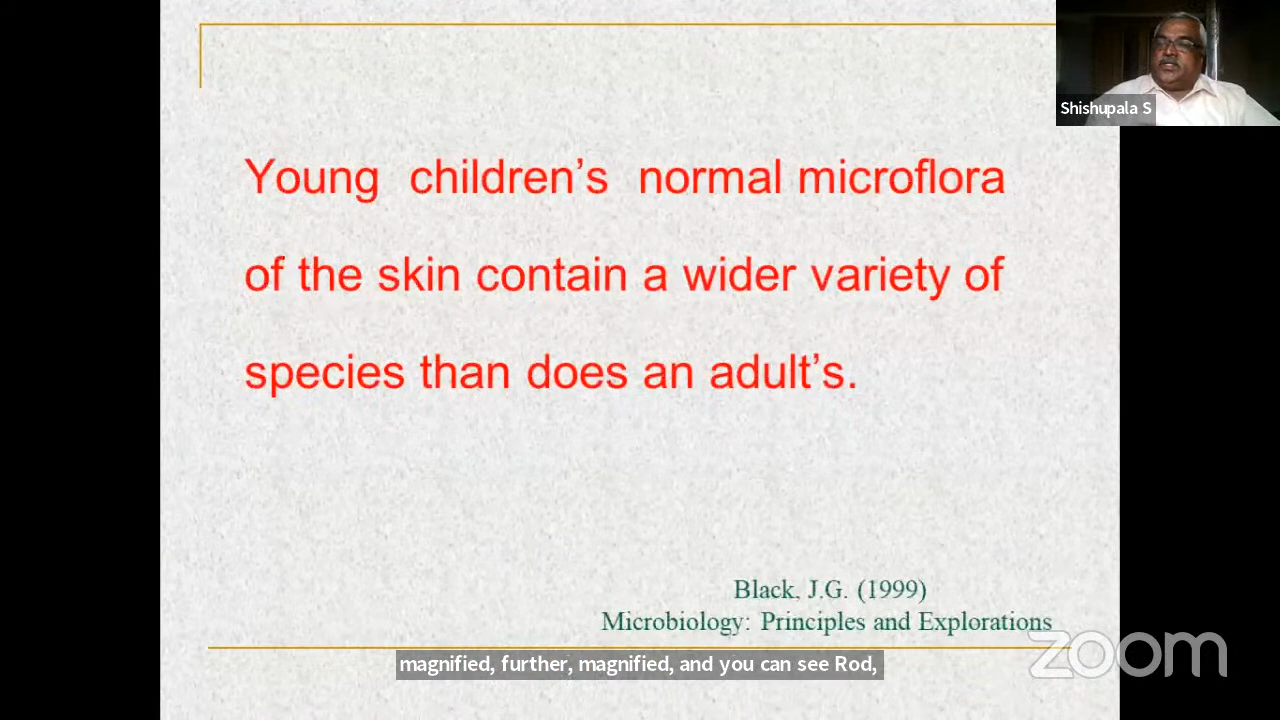 Shishupala S
Young children’s normal microflora
of the skin contain a wider variety of
species than does an adult’s.
Black, J.G. (1999)
Microbiology: Principles and Explorations
zoom
magnified, further, magnified, and you can see Rod,